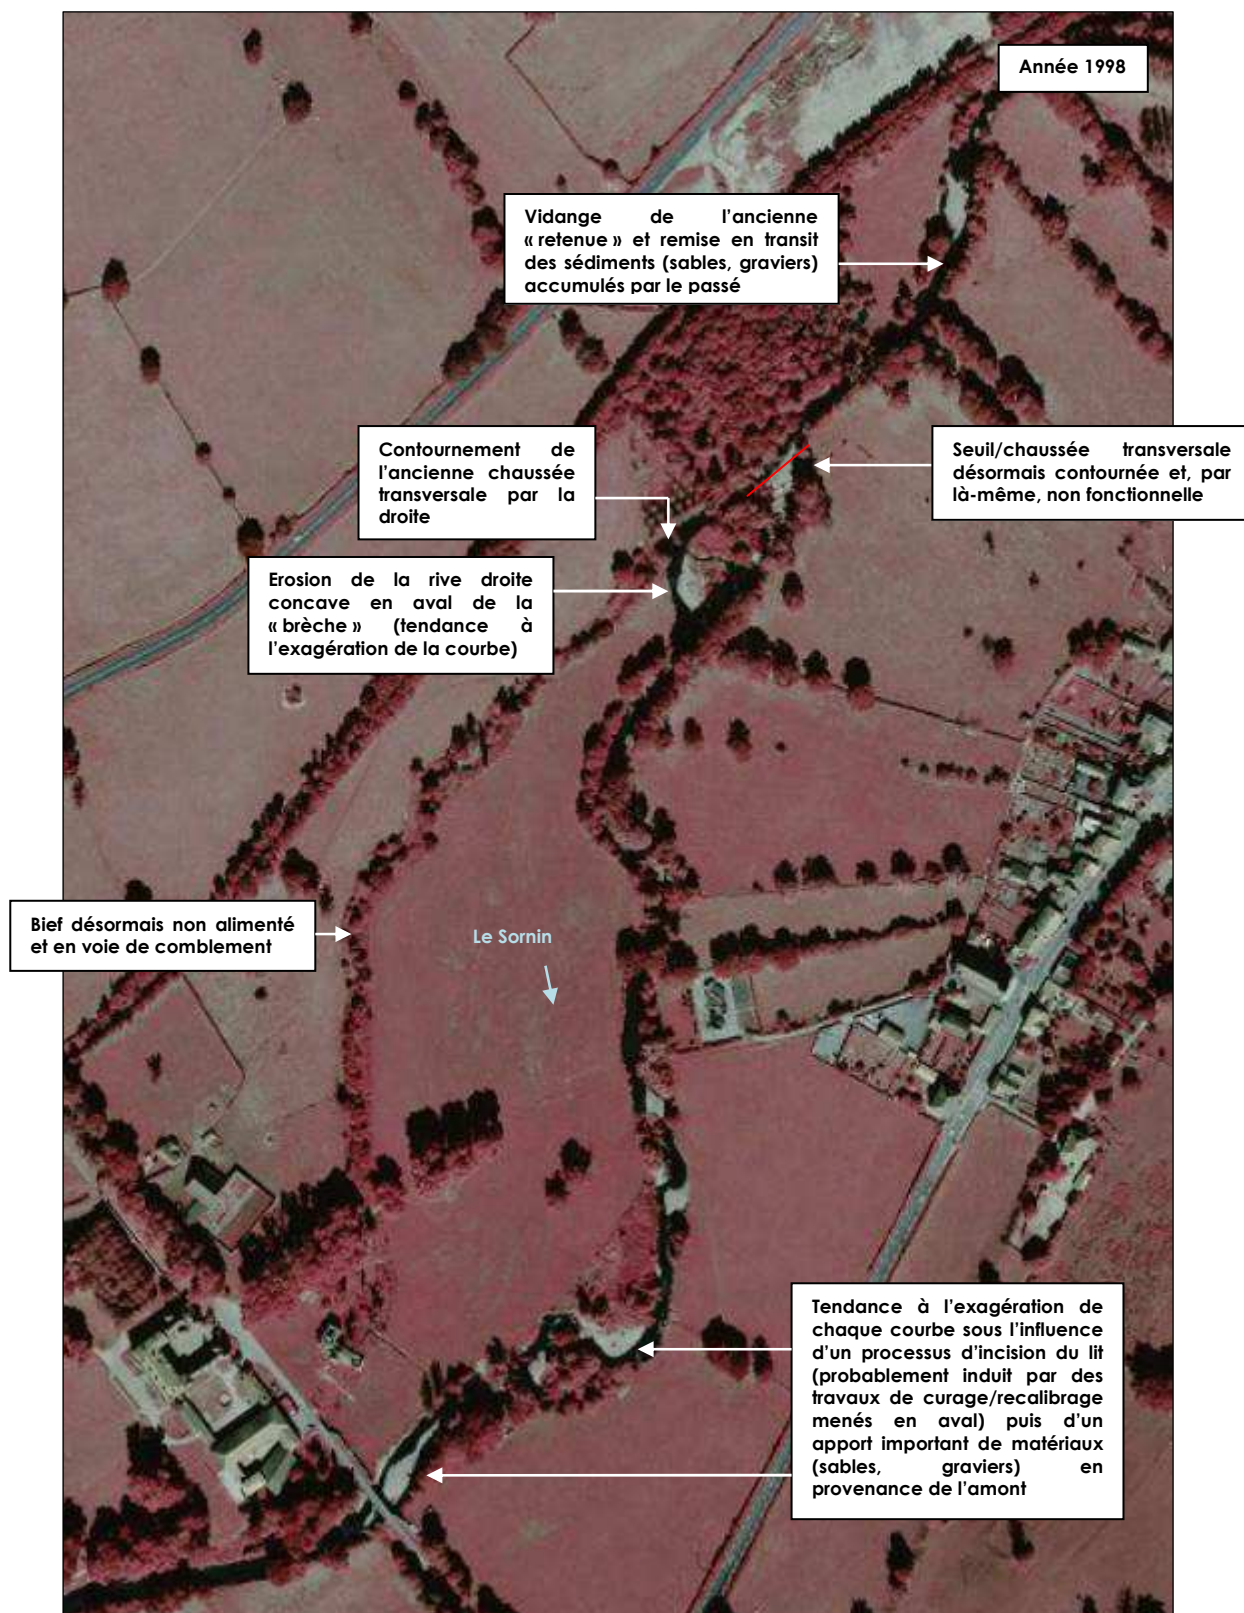 Année 1998
Vidange de l'ancienne
« retenue » et remise en transit
des sédiments (sables, graviers)
accumulés par le passé
Contournement de
l'ancienne chaussée
transversale par la
droite
Seuil/chaussée transversale
désormais contournée et, par
là-même, non fonctionnelle
Erosion de la rive droite
concave en aval de la
« brèche » (tendance à
l'exagération de la courbe)
Bief désormais non alimenté
et en voie de comblement
Le Sornin
Tendance à l'exagération de
chaque courbe sous l'influence
d'un processus d'incision du lit
(probablement induit par des
travaux de curage/recalibrage
menés en aval) puis d'un
apport important de matériaux
(sables, graviers) en
provenance de l'amont